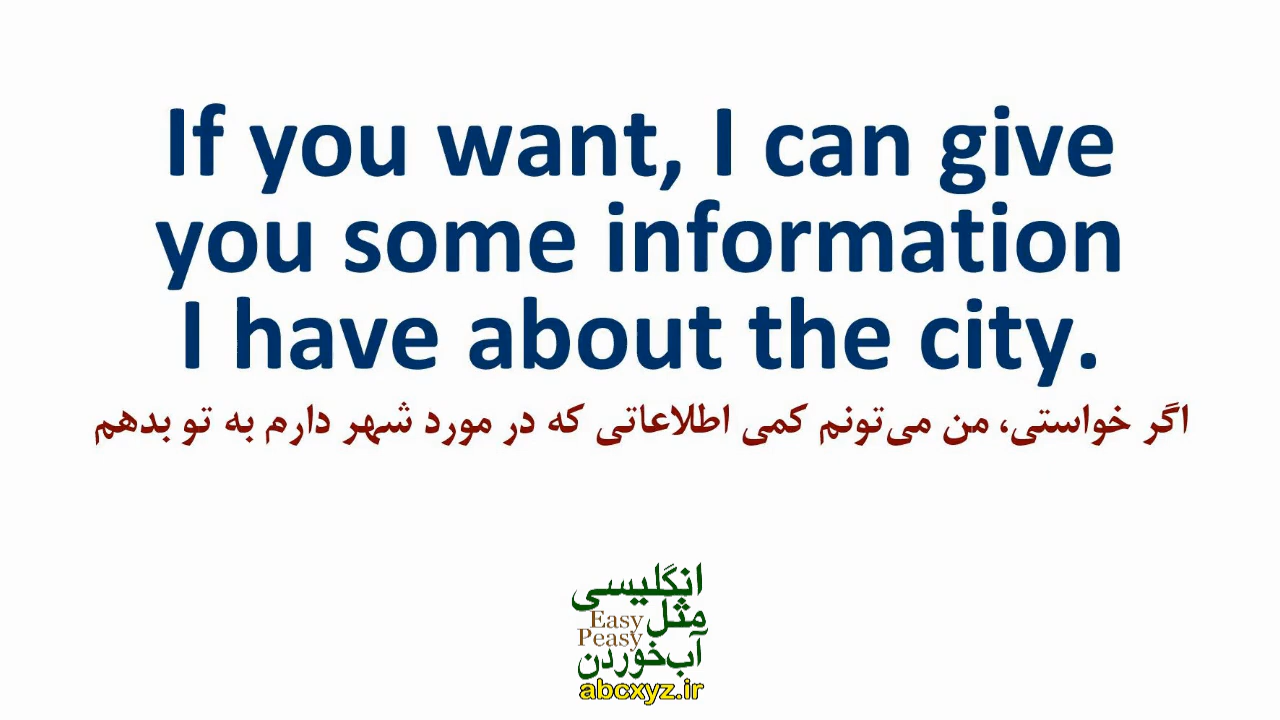 If you want, I can give
you some information
I have about the city.
اگر خواستی، من می‌تونم کمی اطلاعاتی که در مورد شهر دارم به تو بدهم
انگلیسی
مثل
Easy
Peasy
آب‌خوردن
abcxyz.ir